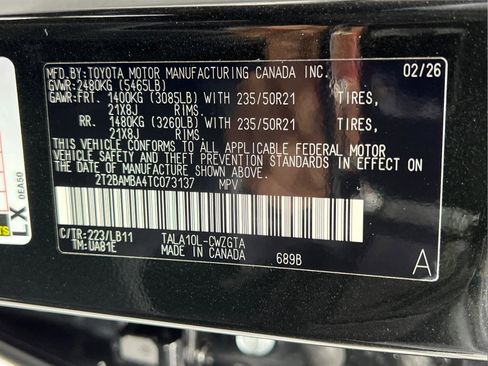 MFD.BY:TOYOTA MOTOR MANUFACTURING CANADA INC. 02/26
GVWR:2480KG (5465LB)
GAWR:FRT. 1400KG (3085LB) WITH 235/50R21 TIRES,
21X8J RIMS.
RR. 1480KG (3260LB) WITH 235/50R21 TIRES,
21X8J RIMS.
THIS VEHICLE CONFORMS TO ALL APPLICABLE FEDERAL MOTOR
VEHICLE SAFETY AND THEFT PREVENTION STANDARDS IN EFFECT ON
THE DATE OF MANUFACTURE SHOWN ABOVE.
2T2BAMBA4TC073137 MPV
C/TR:223/LB11 TALA10L-CWZGTA
TM:UA81E MADE IN CANADA 689B
A
LX 0EA50